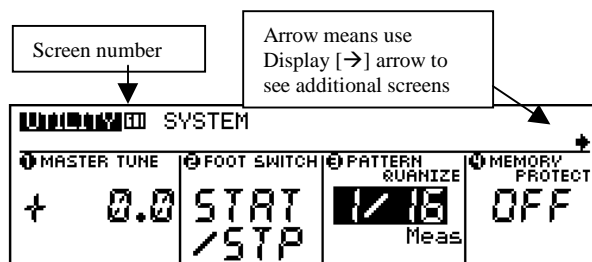 Screen number
Arrow means use
Display [→] arrow to
see additional screens
UTILITY SYSTEM
1 MASTER TUNE 2 FOOT SWITCH 3 PATTERN QUANIZE 4 MEMORY PROTECT
+ 0.0 STAT /STP 1/16 Meas OFF